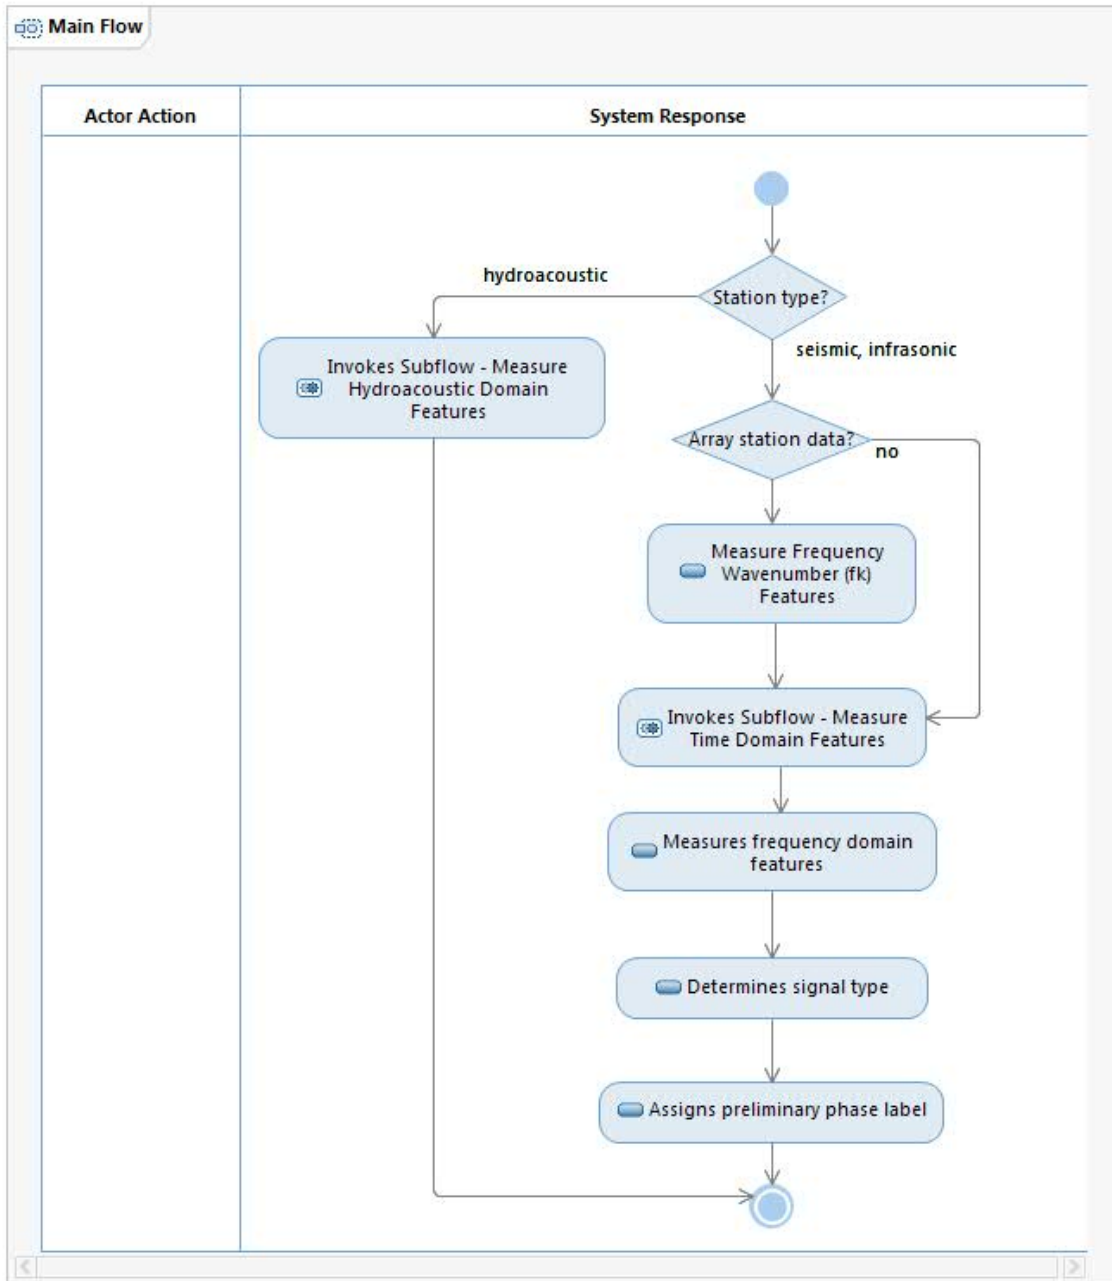 Main Flow
Actor Action
System Response
hydroacoustic
Station type?
seismic, infrasonic
Invokes Subflow - Measure
Hydroacoustic Domain
Features
Array station data?
no
Measure Frequency
Wavenumber (fk)
Features
Invokes Subflow - Measure
Time Domain Features
Measures frequency domain
features
Determines signal type
Assigns preliminary phase label